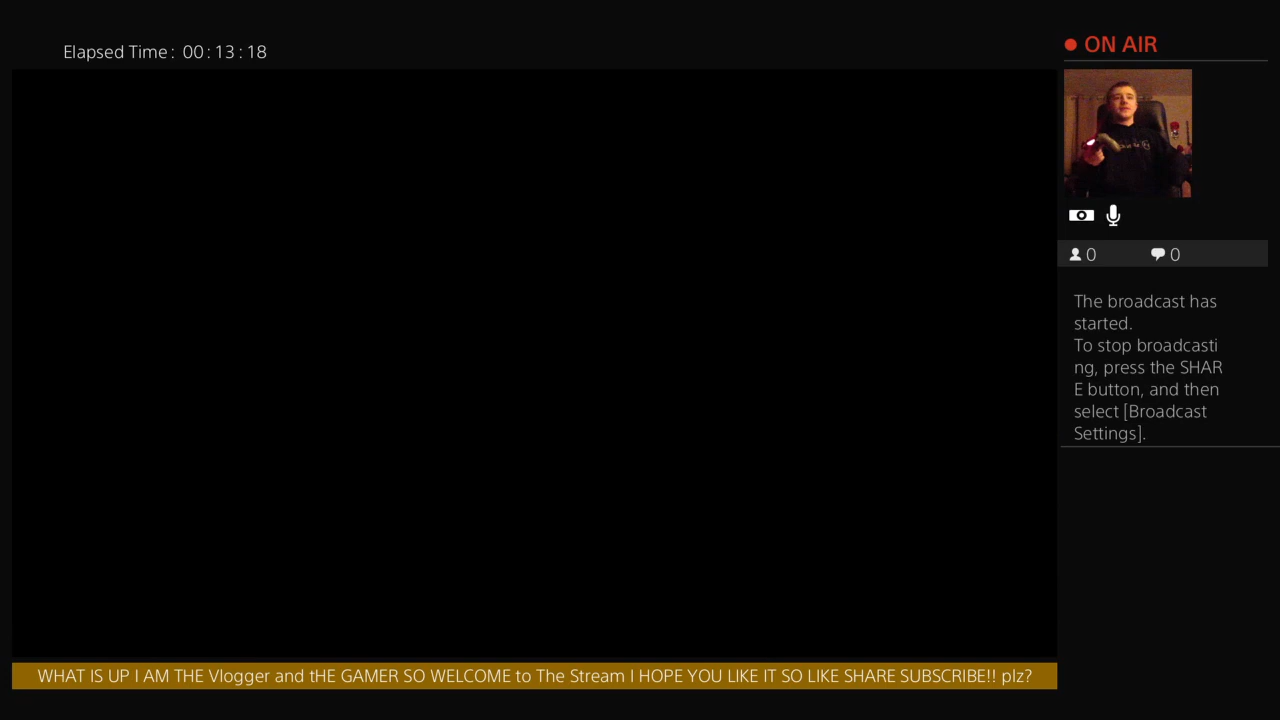 Elapsed Time: 00:13:18
ON AIR
0 0
The broadcast has
started.
To stop broadcasti
ng, press the SHAR
E button, and then
select [Broadcast
Settings].
WHAT IS UP I AM THE Vlogger and tHE GAMER SO WELCOME to The Stream I HOPE YOU LIKE IT SO LIKE SHARE SUBSCRIBE!! plz?